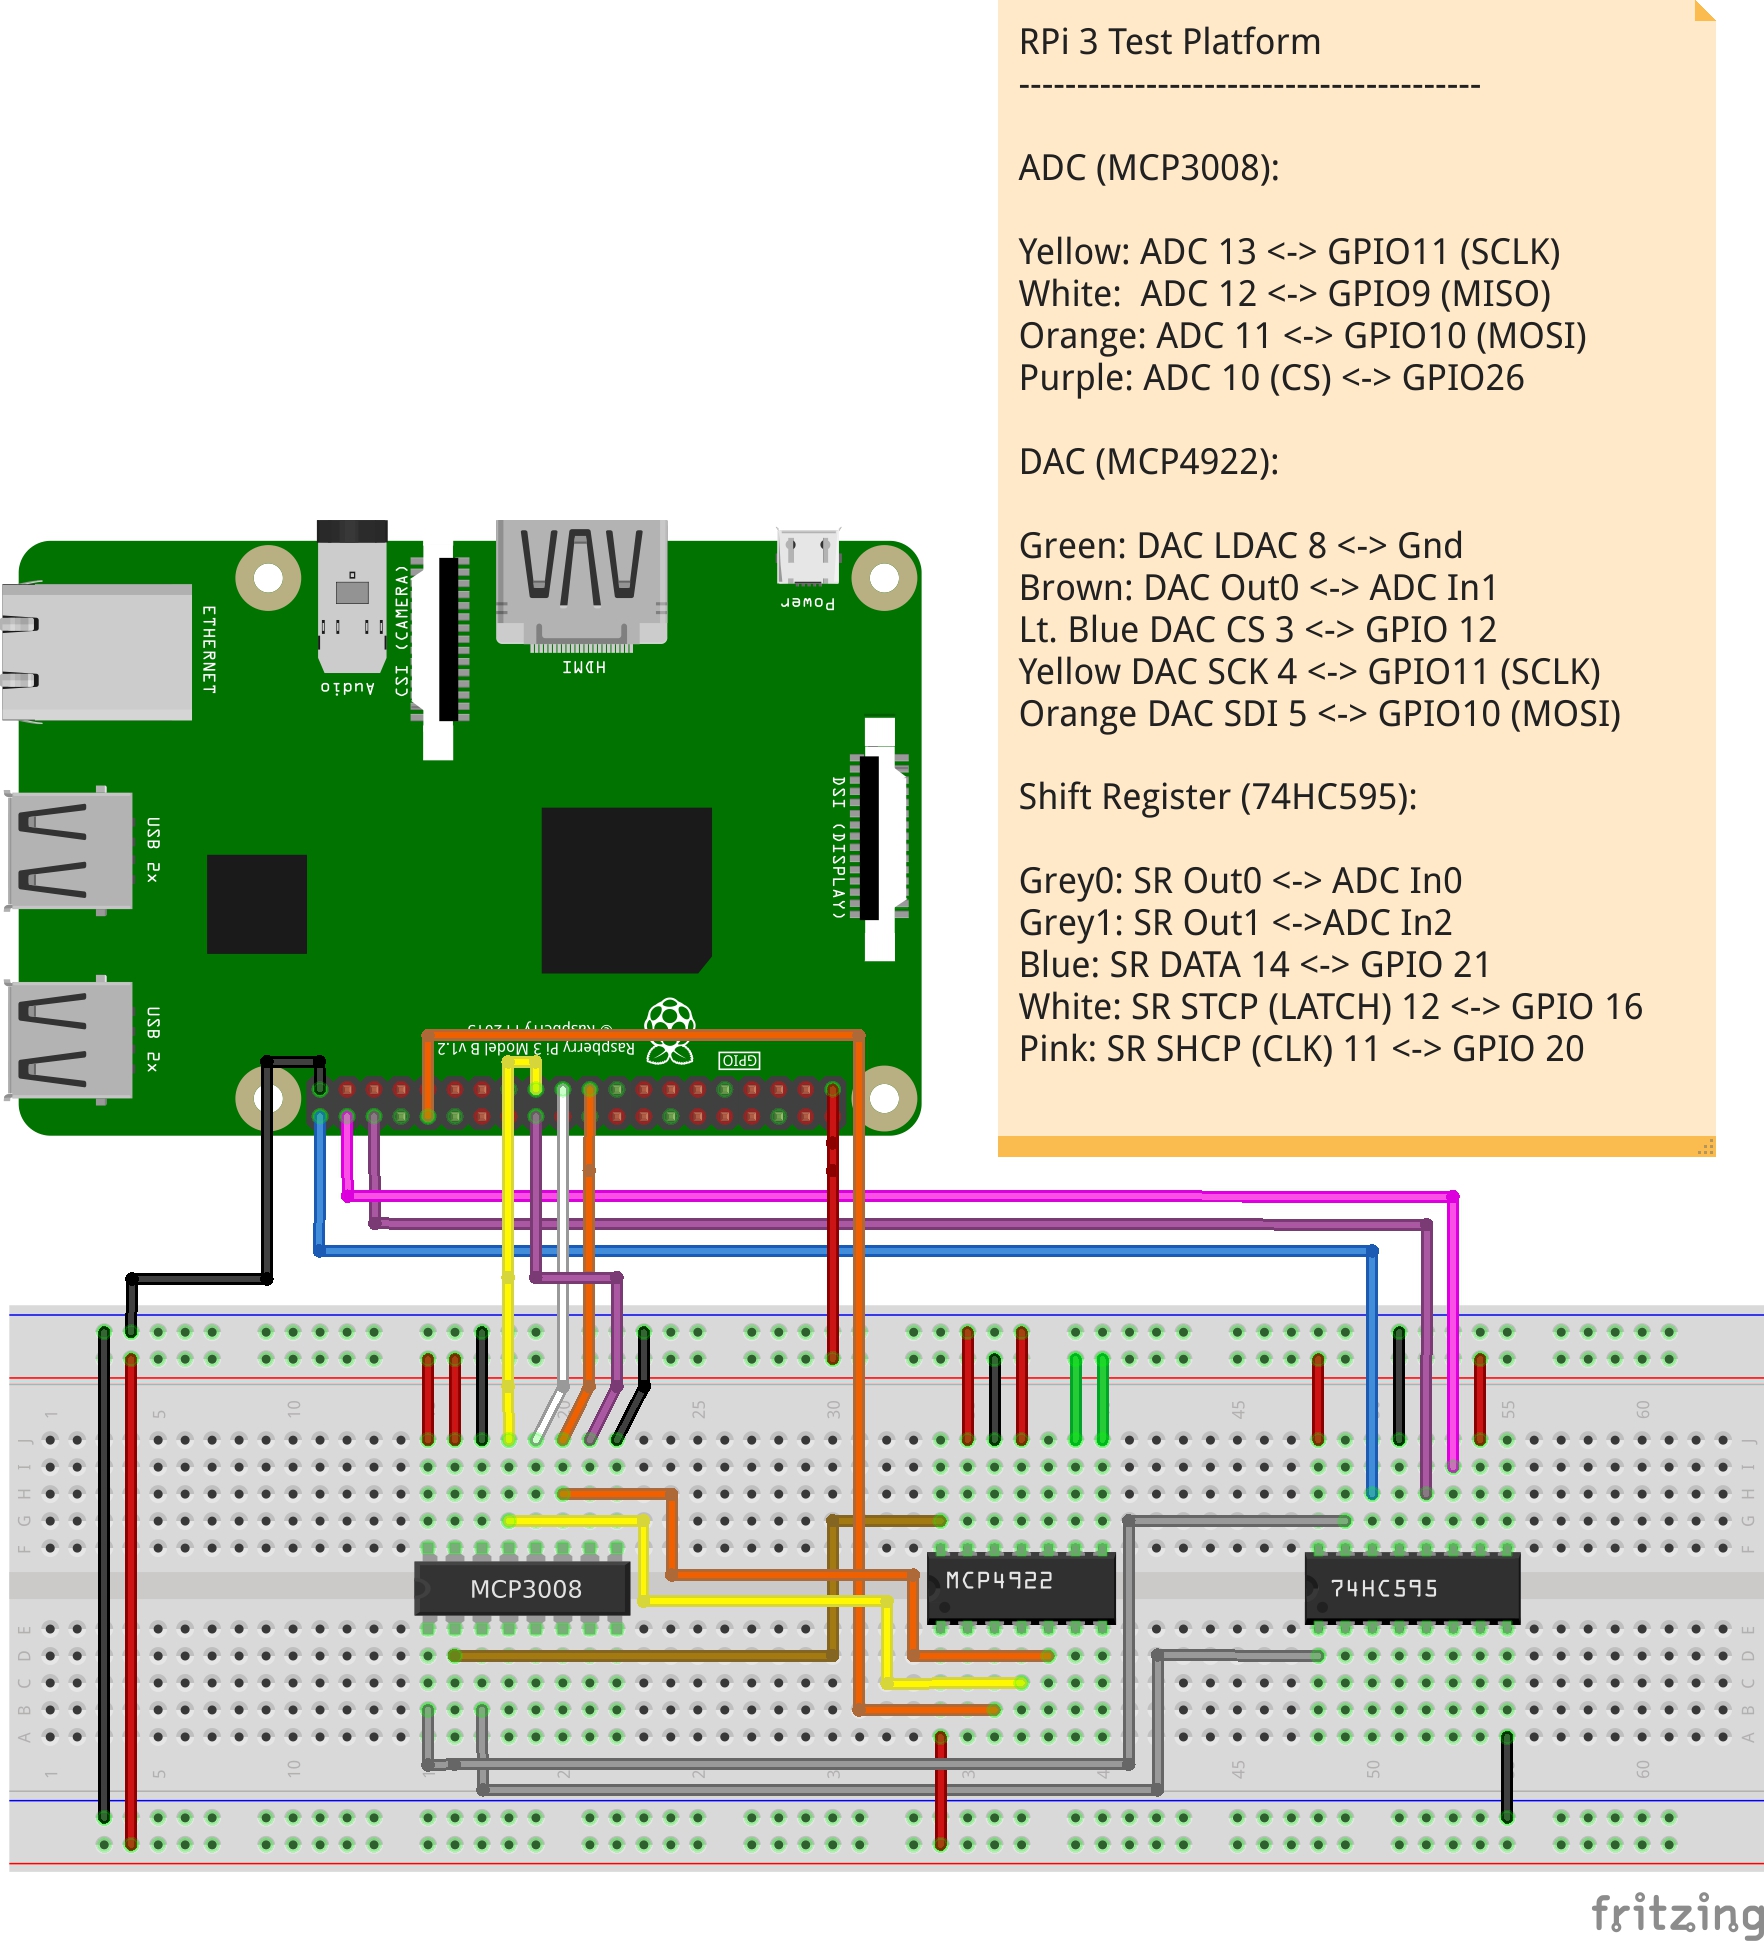 RPi 3 Test Platform
----------------------------------------
ADC (MCP3008):
Yellow: ADC 13 <-> GPIO11 (SCLK)
White:  ADC 12 <-> GPIO9 (MISO)
Orange: ADC 11 <-> GPIO10 (MOSI)
Purple: ADC 10 (CS) <-> GPIO26
DAC (MCP4922):
Green: DAC LDAC 8 <-> Gnd
Brown: DAC Out0 <-> ADC In1
Lt. Blue DAC CS 3 <-> GPIO 12
Yellow DAC SCK 4 <-> GPIO11 (SCLK)
Orange DAC SDI 5 <-> GPIO10 (MOSI)
Shift Register (74HC595):
Grey0: SR Out0 <-> ADC In0
Grey1: SR Out1 <->ADC In2
Blue: SR DATA 14 <-> GPIO 21
White: SR STCP (LATCH) 12 <-> GPIO 16
Pink: SR SHCP (CLK) 11 <-> GPIO 20
ETHERNET
Audio
CSI (CAMERA)
HDMI
Power
DSI (DISPLAY)
USB 2x
USB 2x
Raspberry Pi 3 Model B v1.2
© Raspberry Pi 2015
GPIO
1 5 10 20 25 30 45 55 60
J J
I I
H H
G G
F F
MCP3008
MCP4922
74HC595
E E
D D
C C
B B
A A
1 5 10 45 50 60
fritzing